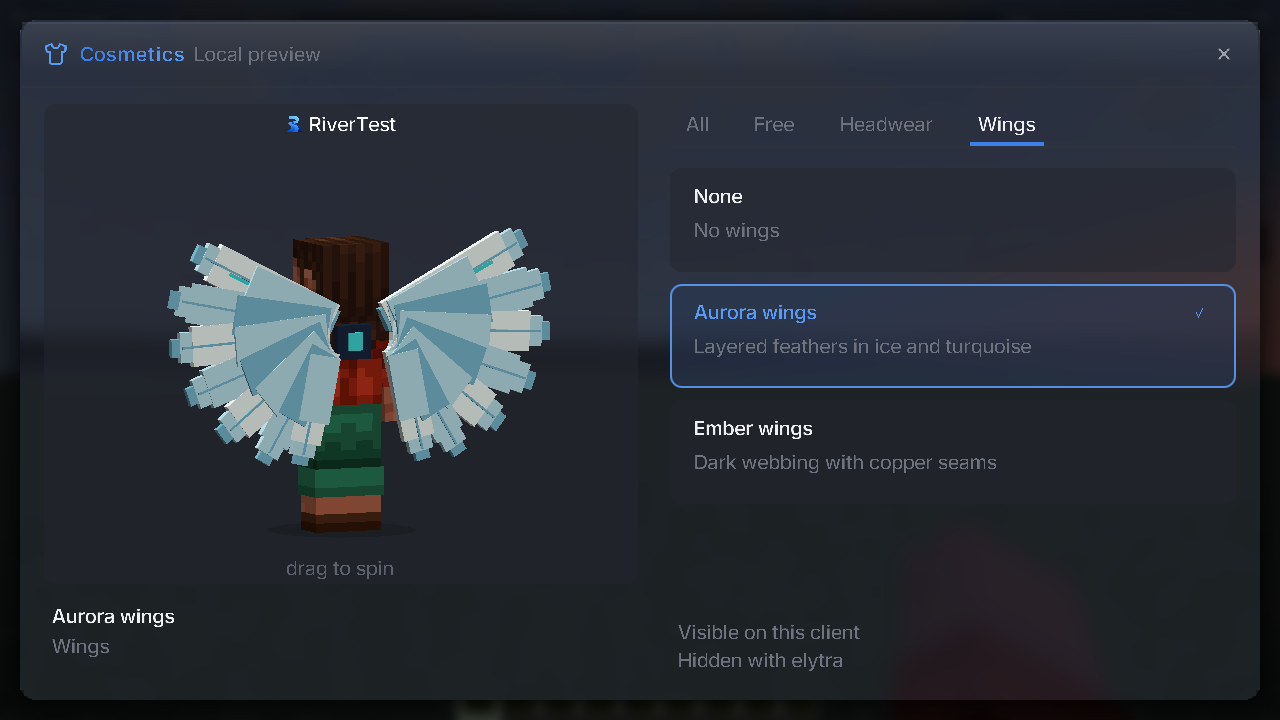 Cosmetics Local preview
RiverTest
drag to spin
Aurora wings
Wings
All Free Headwear Wings
None
No wings
Aurora wings
Layered feathers in ice and turquoise
Ember wings
Dark webbing with copper seams
Visible on this client
Hidden with elytra